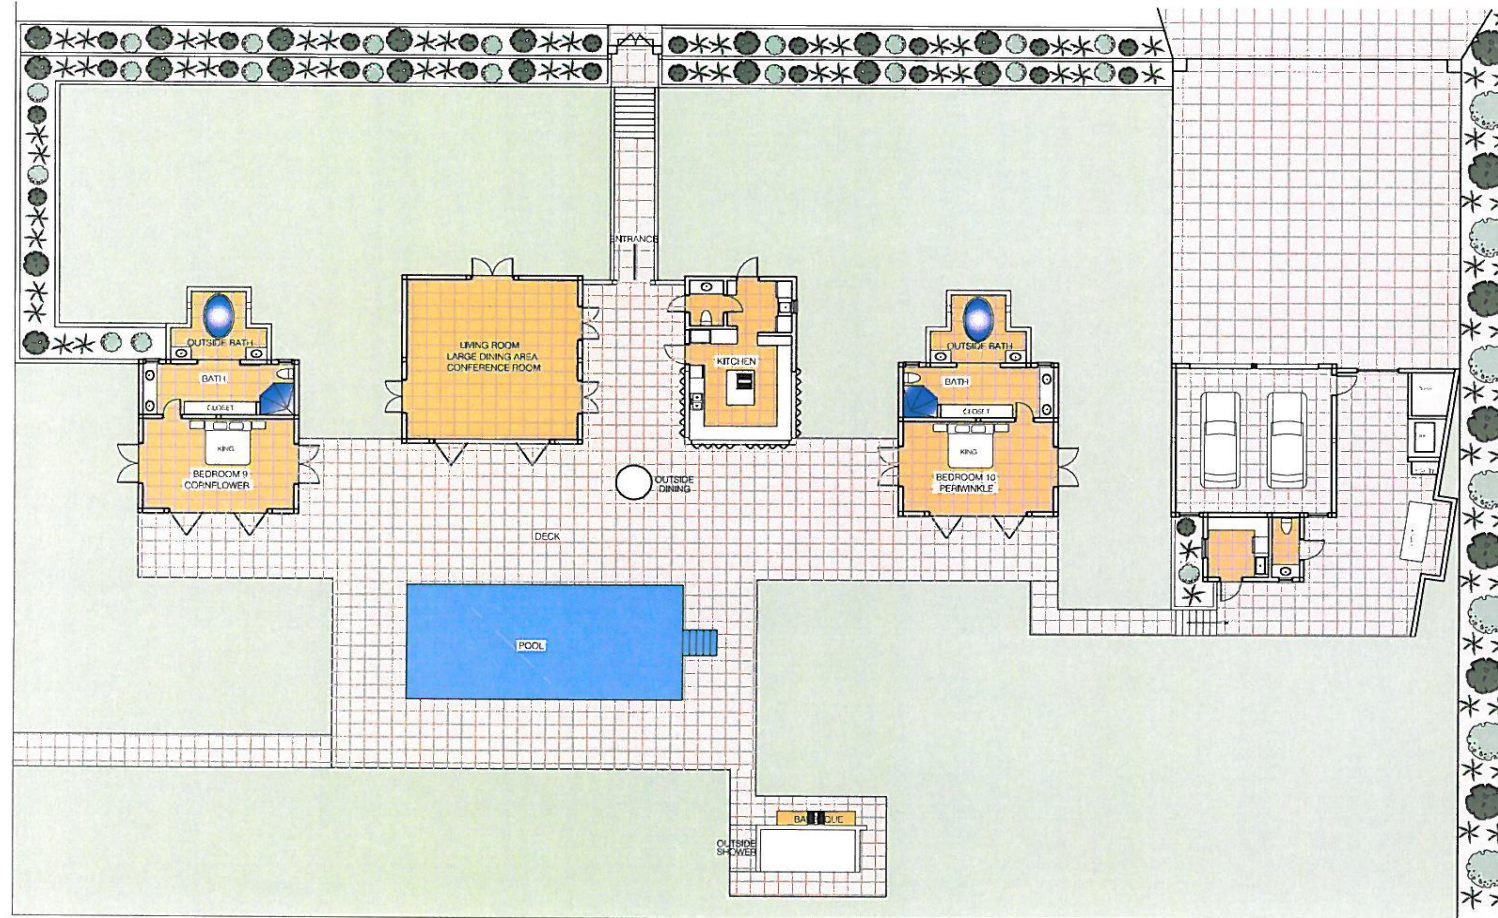 ENTRANCE
OUTSIDE BATH
BATH
CLOSET
KING
BEDROOM 9
CORNFLOWER
LIVING ROOM
LARGE DINING AREA
CONFERENCE ROOM
KITCHEN
OUTSIDE BATH
BATH
CLOSET
KING
BEDROOM 10
PERIWINKLE
OUTSIDE
DINING
DECK
POOL
OUTSIDE
SHOWER